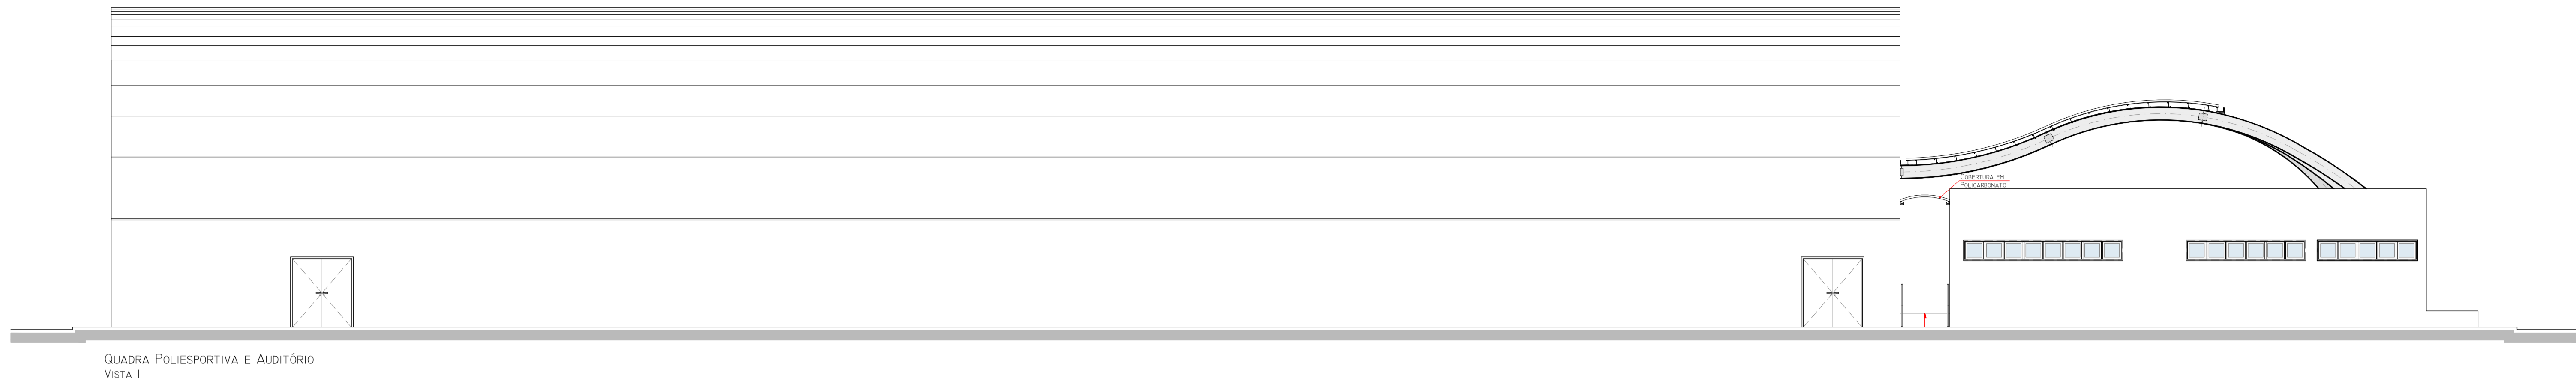 Cobertura em
Policarbonato
Quadra Poliesportiva e Auditório
Vista 1